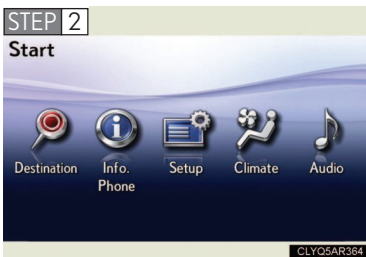 STEP 2
Start
Destination Info. Phone Setup Climate Audio
CLYQ5AR364